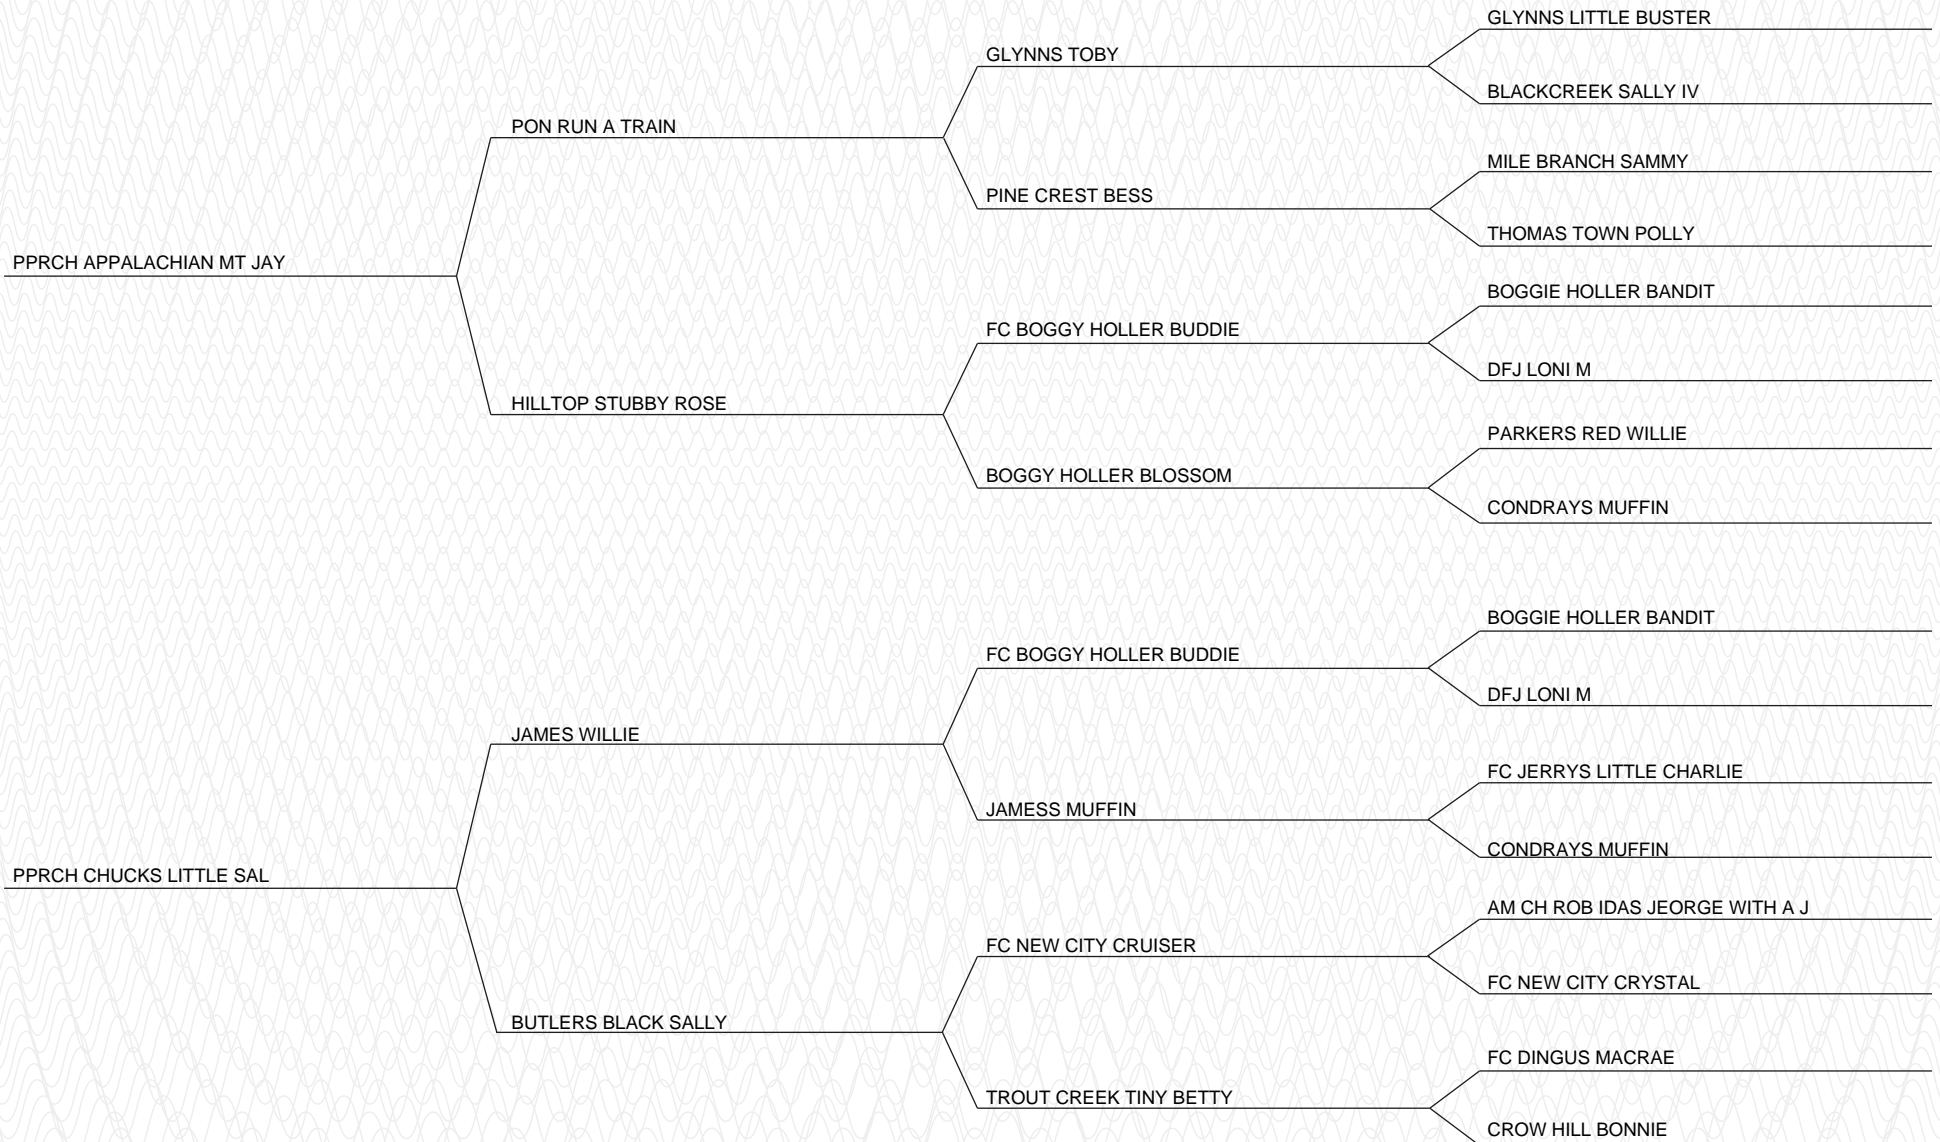 GLYNNS LITTLE BUSTER
GLYNNS TOBY
BLACKCREEK SALLY IV
PON RUN A TRAIN
MILE BRANCH SAMMY
PINE CREST BESS
THOMAS TOWN POLLY
PPRCH APPALACHIAN MT JAY
BOGGIE HOLLER BANDIT
FC BOGGY HOLLER BUDDIE
DFJ LONI M
HILLTOP STUBBY ROSE
PARKERS RED WILLIE
BOGGY HOLLER BLOSSOM
CONDRAYS MUFFIN
BOGGIE HOLLER BANDIT
FC BOGGY HOLLER BUDDIE
DFJ LONI M
JAMES WILLIE
FC JERRYS LITTLE CHARLIE
JAMESS MUFFIN
CONDRAYS MUFFIN
PPRCH CHUCKS LITTLE SAL
AM CH ROB IDAS JEORGE WITH A J
FC NEW CITY CRUISER
FC NEW CITY CRYSTAL
BUTLERS BLACK SALLY
FC DINGUS MACRAE
TROUT CREEK TINY BETTY
CROW HILL BONNIE